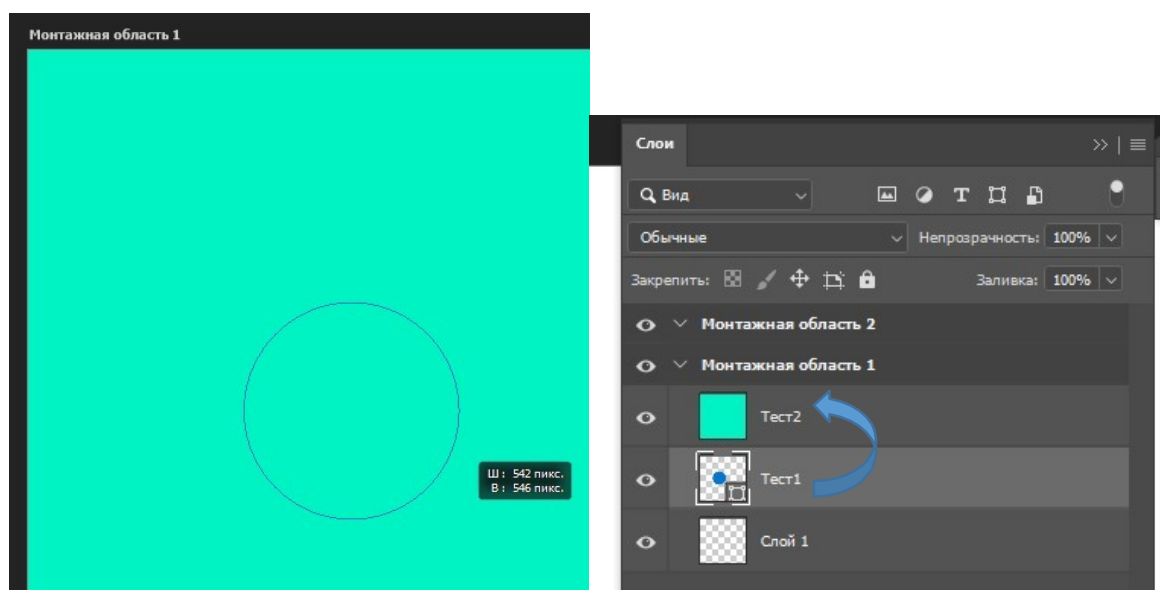 Монтажная область 1
Ш: 542 пикс.
В: 546 пикс.
Слои
Вид
Обычные
Непрозрачность: 100%
Закрепить:
Заливка: 100%
Монтажная область 2
Монтажная область 1
Тест2
Тест1
Слой 1